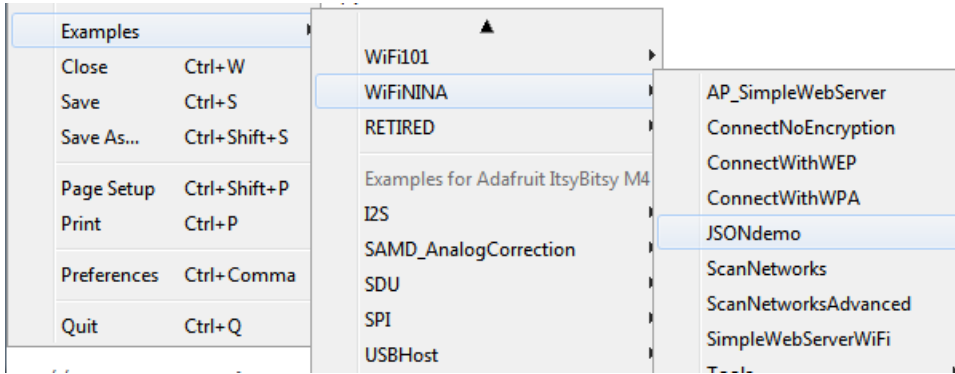 Examples
Close Ctrl+W
Save Ctrl+S
Save As... Ctrl+Shift+S
Page Setup Ctrl+Shift+P
Print Ctrl+P
Preferences Ctrl+Comma
Quit Ctrl+Q
WiFi101
WiFiNINA
RETIRED
Examples for Adafruit ItsyBitsy M4
I2S
SAMD_AnalogCorrection
SDU
SPI
USBHost
AP_SimpleWebServer
ConnectNoEncryption
ConnectWithWEP
ConnectWithWPA
JSONdemo
ScanNetworks
ScanNetworksAdvanced
SimpleWebServerWiFi
Tools